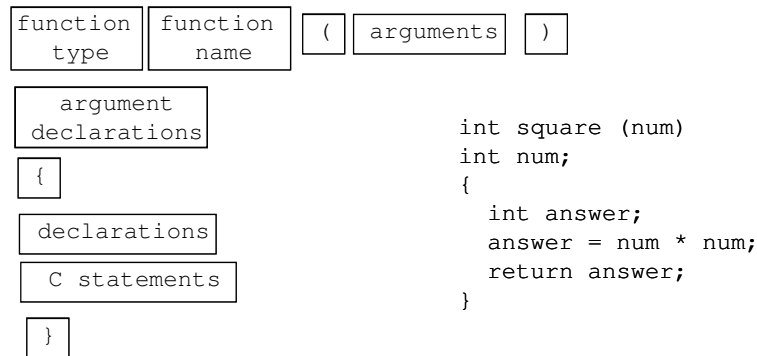 function type function name ( arguments )
argument
declarations
{
declarations
C statements
}
int square (num)
int num;
{
int answer;
answer = num * num;
return answer;
}